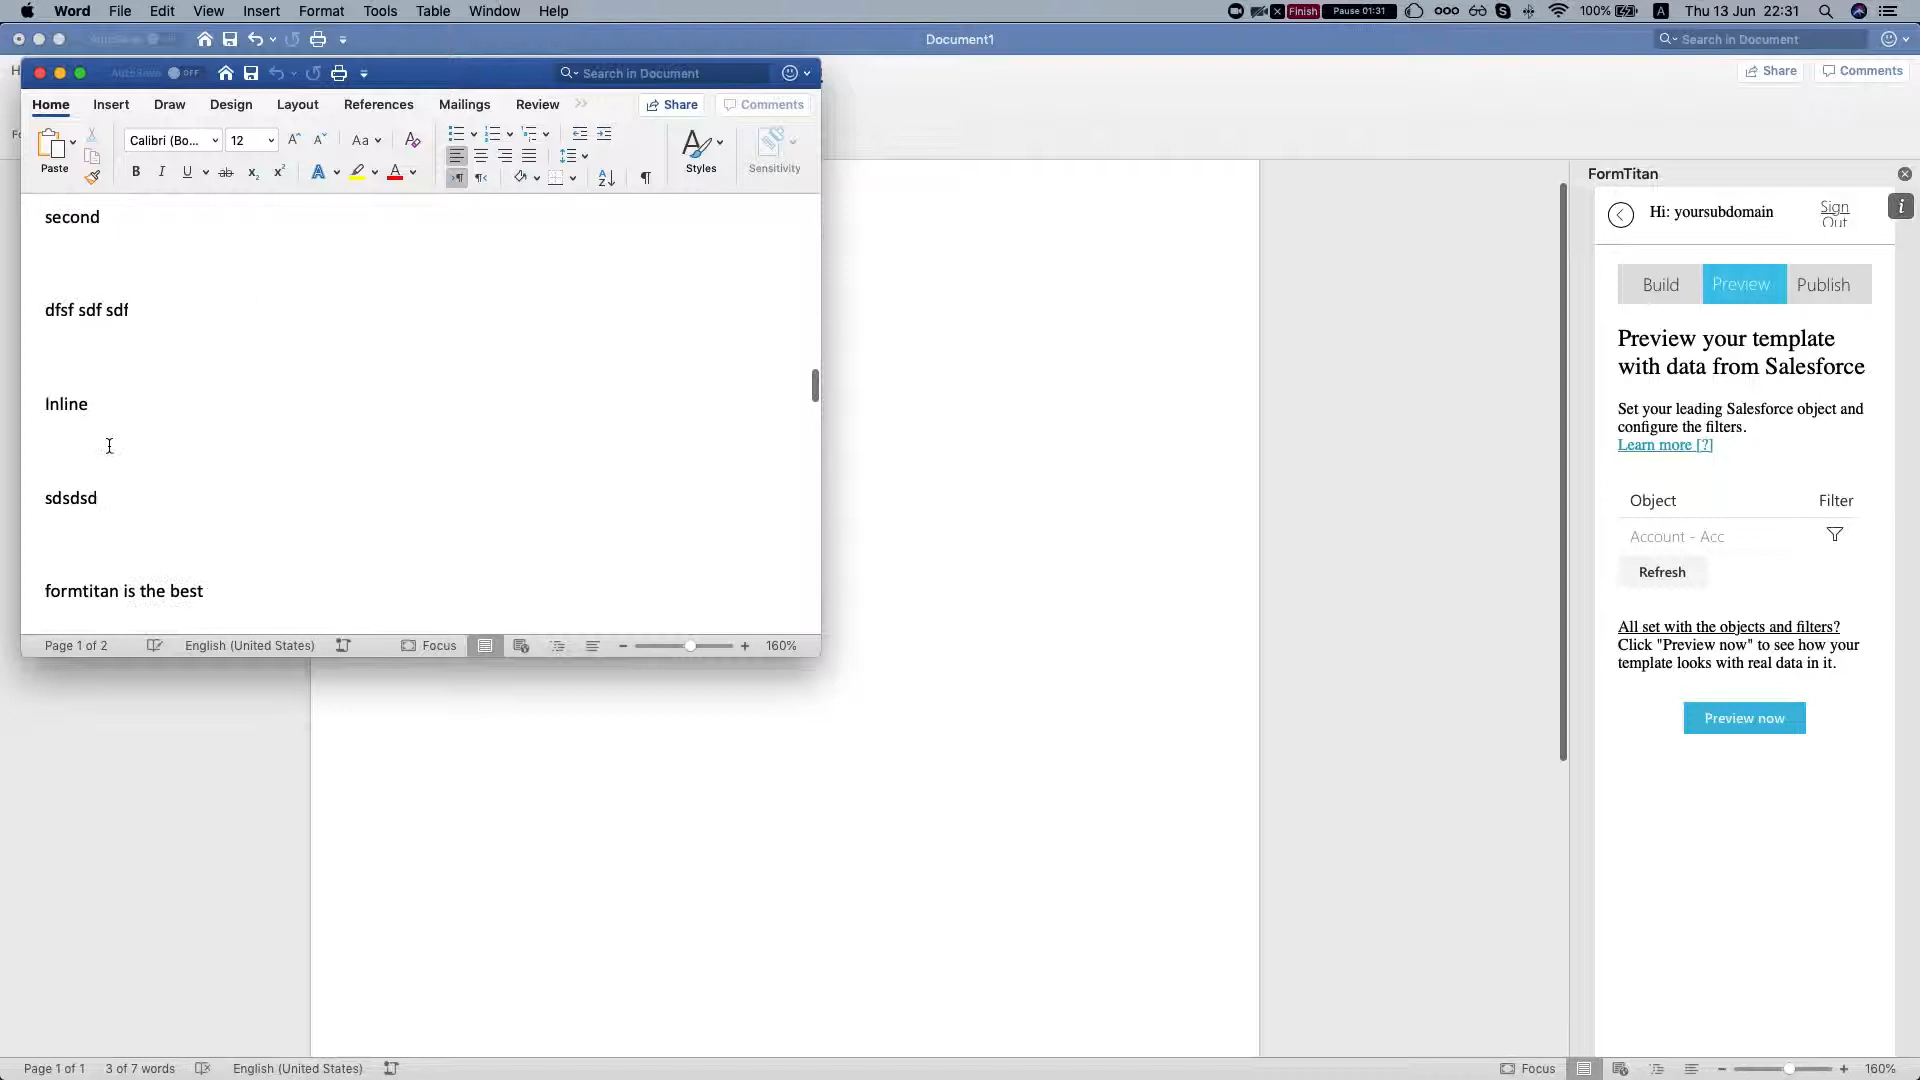 Word File Edit View Insert Format Tools Table Window Help
Finish Pause 01:31 100% A Thu 13 Jun 22:31
Document1
Search in Document
AutoSave OFF
Search in Document
Share Comments
Home Insert Draw Design Layout References Mailings Review
Share Comments
Paste
Calibri (Bo... 12
Styles
Sensitivity
second
dfsf sdf sdf
Inline
sdsdsd
formtitan is the best
Page 1 of 2 English (United States) Focus 160%
FormTitan
Hi: yoursubdomain
Sign Out
Build Preview Publish
Preview your template
with data from Salesforce
Set your leading Salesforce object and
configure the filters.
Learn more [?]
Object Filter
Account - Acc
Refresh
All set with the objects and filters?
Click "Preview now" to see how your
template looks with real data in it.
Preview now
Page 1 of 1 3 of 7 words English (United States) Focus 160%